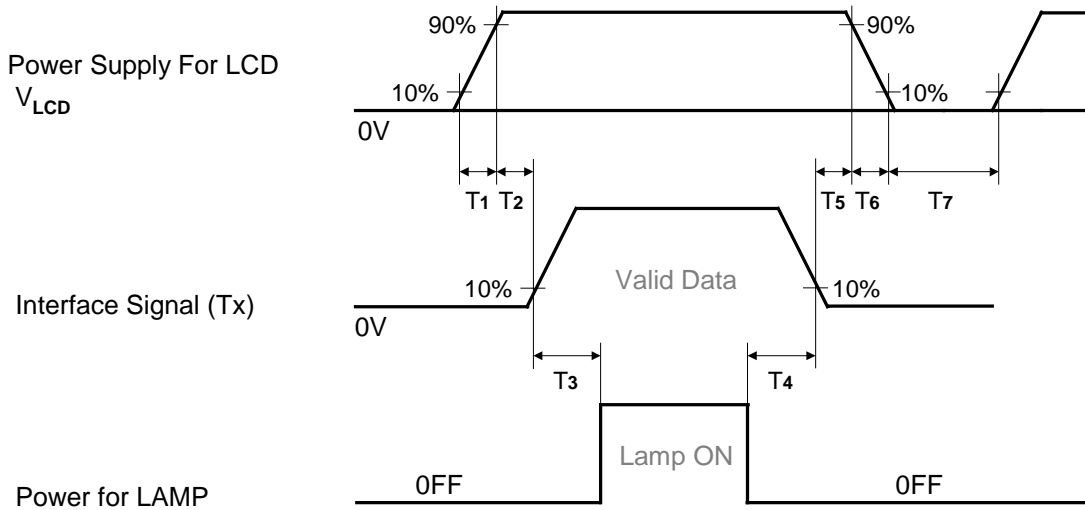 90%
90%
Power Supply For LCD
VLCD
10%
10%
0V
T1
T2
T5
T6
T7
Valid Data
Interface Signal (Tx)
10%
10%
0V
T3
T4
Lamp ON
0FF
0FF
Power for LAMP